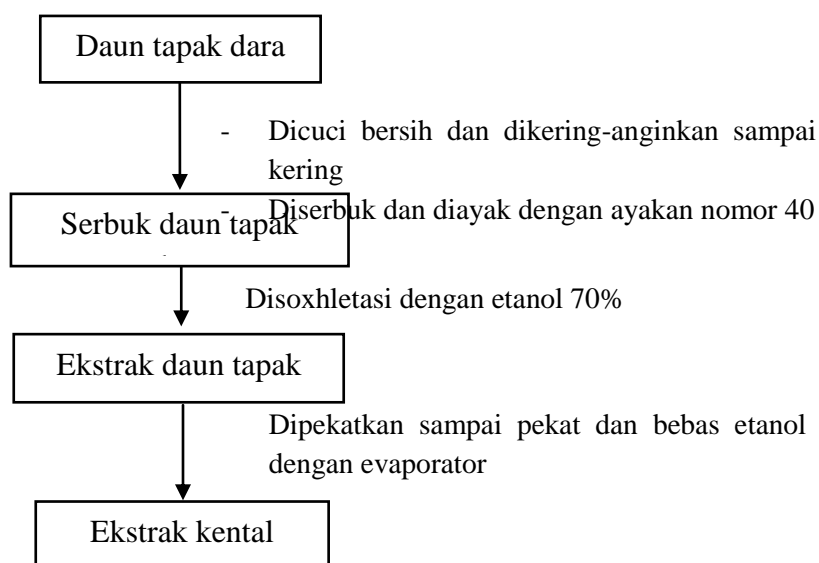 Daun tapak dara
- Dicuci bersih dan dikering-anginkan sampai
kering
- Diserbuk dan diayak dengan ayakan nomor 40
Serbuk daun tapak
Disoxhletasi dengan etanol 70%
Ekstrak daun tapak
Dipekatkan sampai pekat dan bebas etanol
dengan evaporator
Ekstrak kental